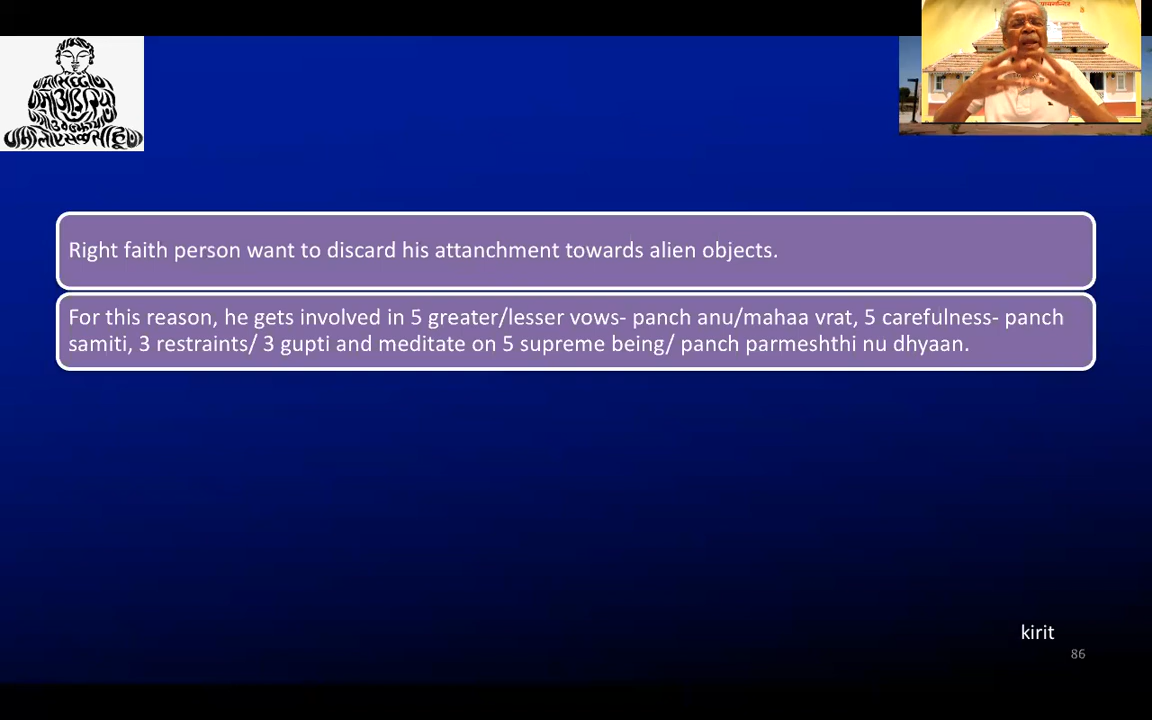 Right faith person want to discard his attanchment towards alien objects.
For this reason, he gets involved in 5 greater/lesser vows- panch anu/mahaa vrat, 5 carefulness- panch
samiti, 3 restraints/ 3 gupti and meditate on 5 supreme being/ panch parmeshthi nu dhyaan.
kirit
86